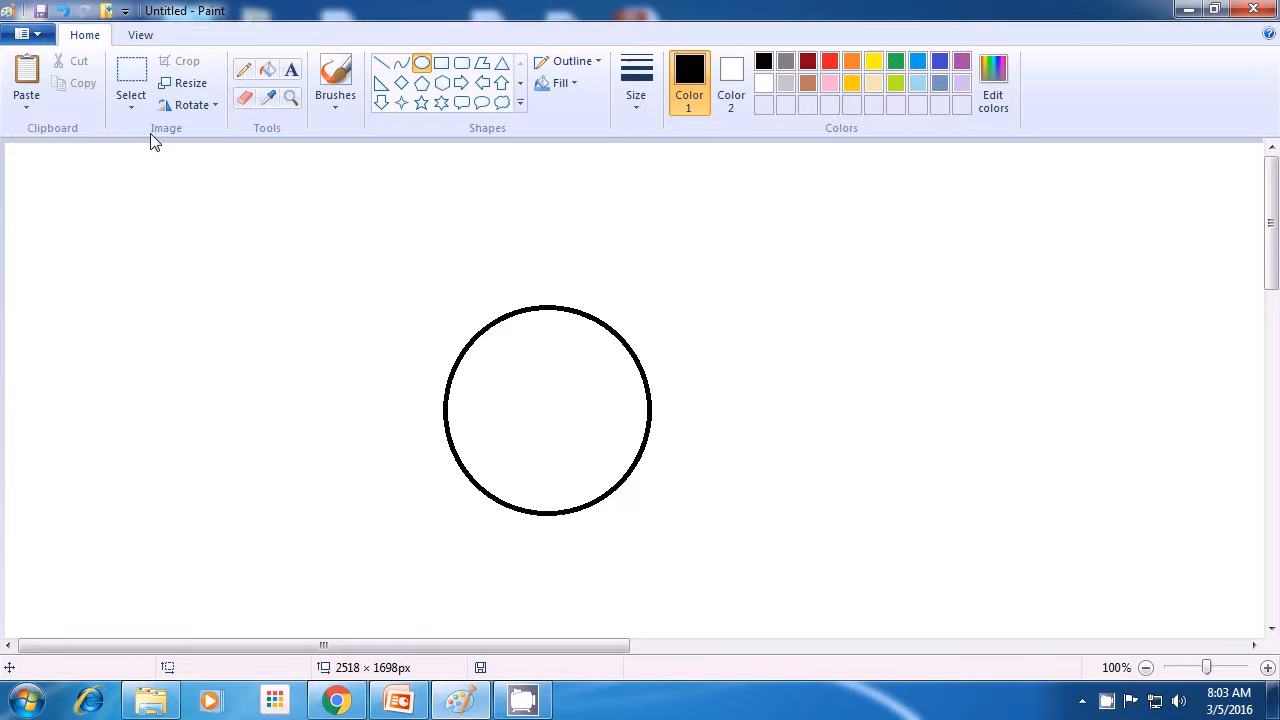 Untitled - Paint
Home View
Paste
Cut
Copy
Clipboard
Select
Crop
Resize
Rotate
Image
A
Tools
Brushes
Outline
Fill
Shapes
Size
Color 1
Color 2
Edit colors
Colors
2518 × 1698px
100%
8:03 AM
3/5/2016